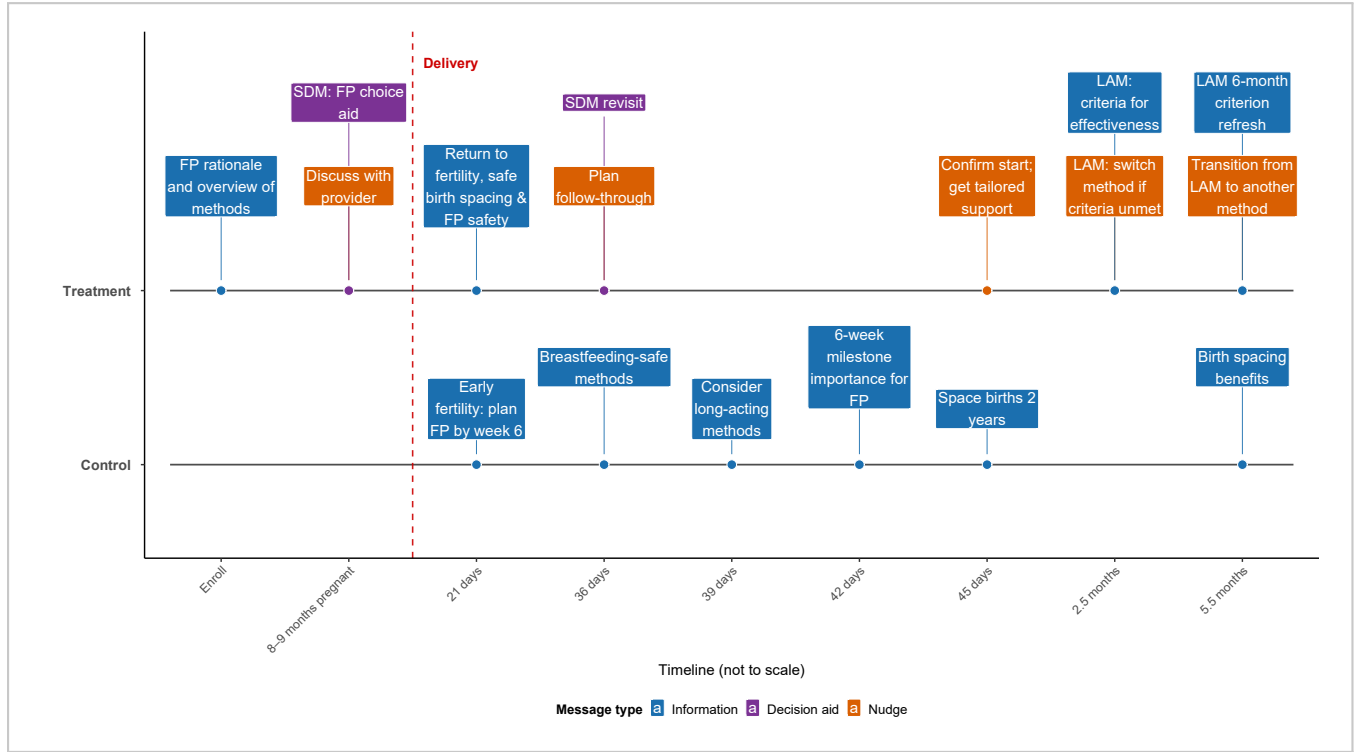 Delivery
SDM: FP choice
aid
SDM revisit
LAM:
criteria for
effectiveness
LAM 6-month
criterion
refresh
FP rationale
and overview of
methods
Discuss with
provider
Return to
fertility, safe
birth spacing &
FP safety
Plan
follow-through
Confirm start;
get tailored
support
LAM: switch
method if
criteria unmet
Transition from
LAM to another
method
Treatment
Early
fertility: plan
FP by week 6
Breastfeeding-safe
methods
Consider
long-acting
methods
6-week
milestone
importance for
FP
Space births 2
years
Birth spacing
benefits
Control
Enroll
8–9 months pregnant
21 days
36 days
39 days
42 days
45 days
2.5 months
5.5 months
Timeline (not to scale)
Message type a Information a Decision aid a Nudge